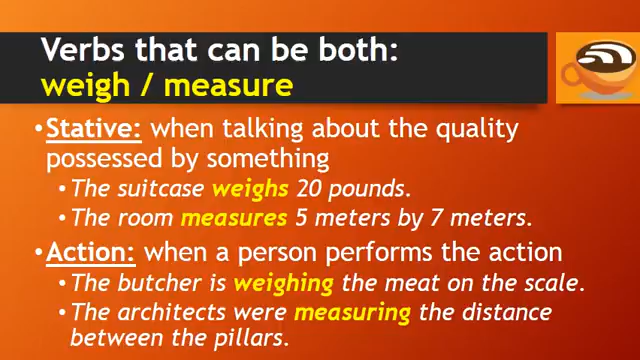 Verbs that can be both:
weigh / measure
•Stative: when talking about the quality
possessed by something
• The suitcase weighs 20 pounds.
• The room measures 5 meters by 7 meters.
•Action: when a person performs the action
• The butcher is weighing the meat on the scale.
• The architects were measuring the distance
between the pillars.